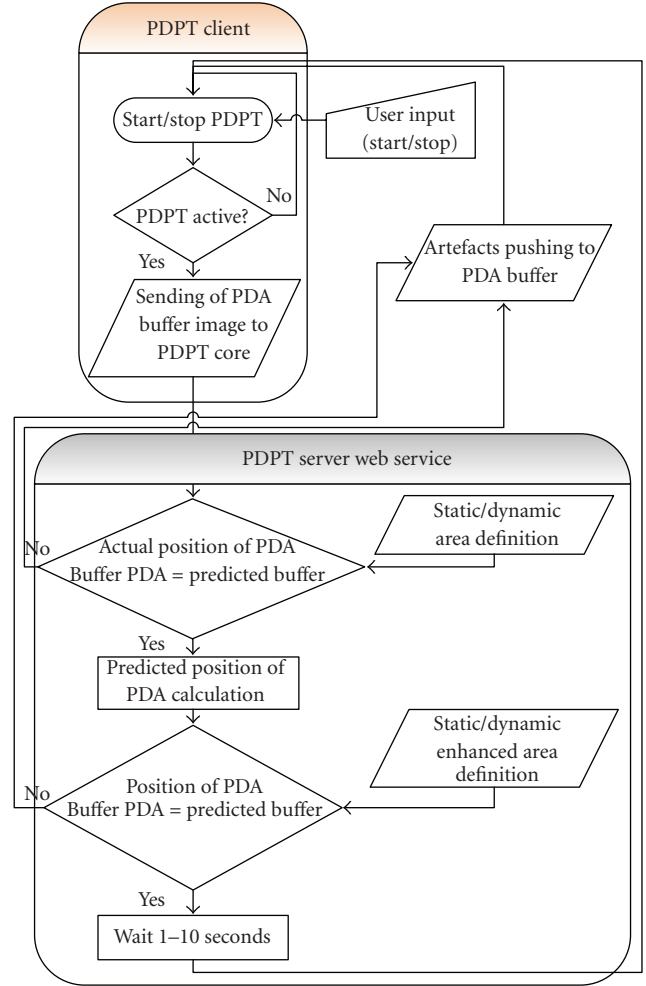 PDPT client
Start/stop PDPT
User input
(start/stop)
No
PDPT active?
Yes
Artefacts pushing to
PDA buffer
Sending of PDA
buffer image to
PDPT core
PDPT server web service
Static/dynamic
area definition
No
Actual position of PDA
Buffer PDA = predicted buffer
Yes
Predicted position of
PDA calculation
Static/dynamic
enhanced area
definition
No
Position of PDA
Buffer PDA = predicted buffer
Yes
Wait 1–10 seconds